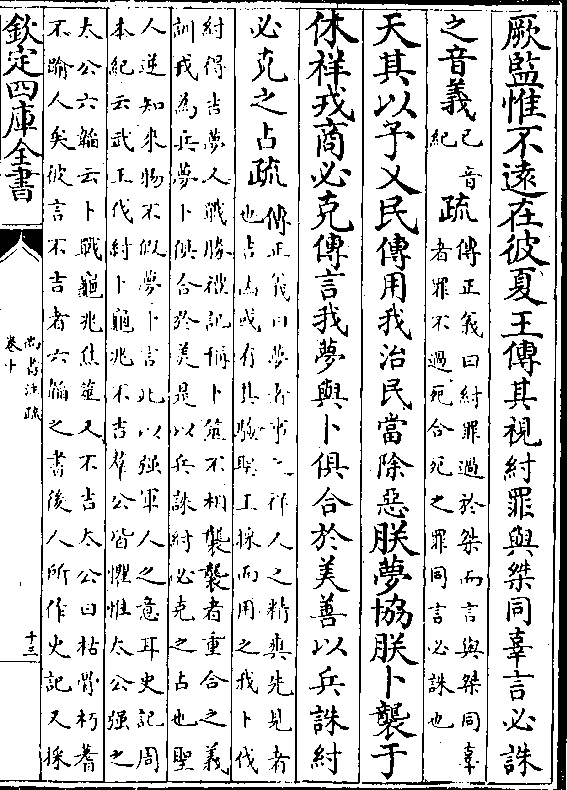 厥監惟不遠在彼夏王傳其視紂罪與桀同辜言必誅
之音義己音紀疏傳正義曰紂罪過於桀而言與桀同辜
者罪不過死合死之罪同言必誅也
天其以予乂民傳用我治民當除惡朕夢協朕卜襲于
休祥戎商必克傳言我夢與卜俱合於美善以兵誅紂
必克之占疏傳正義曰夢者事之祥人之精爽先見者
也吉凶或有其驗聖王採而用之我卜伐
紂得吉夢又戰勝禮記稱卜筮不相襲襲者重合之義
訓戎為兵夢卜俱合於美是以兵誅紂必克之占也聖
人逆知來物不假夢卜言此以强軍人之意耳史記周
本紀云武王伐紂卜龜兆不吉羣公皆懼惟太公强之
太公六韜云卜戰龜兆焦筮又不吉太公曰枯骨朽蓍
不踰人矣彼言不吉者六韜之書後人所作史記又採
欽定四庫全書
尚書注疏
卷十
十三